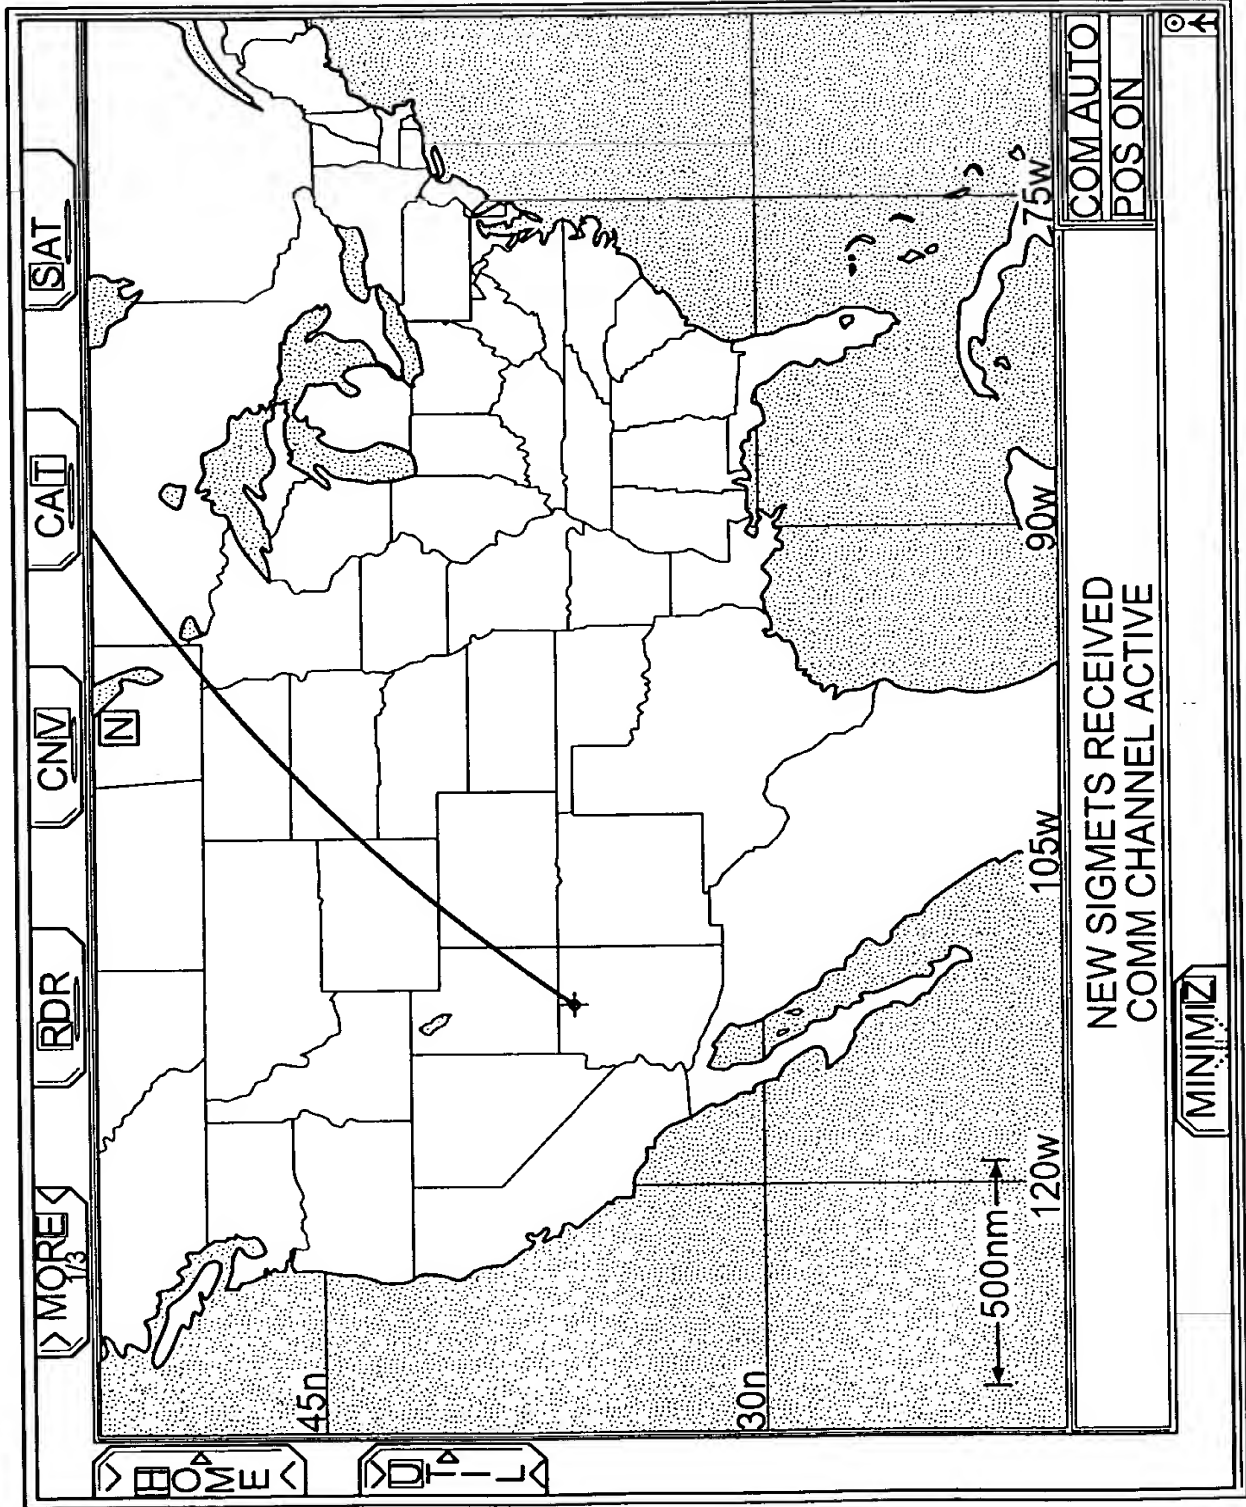 > MORE <
1/3
RDR
CNV
CAT
SAT
> HOME <
> UTIL <
N
45n
30n
500nm
120w
105w
90w
75w
NEW SIGMETS RECEIVED
COMM CHANNEL ACTIVE
COM AUTO
POS ON
MINIMIZ